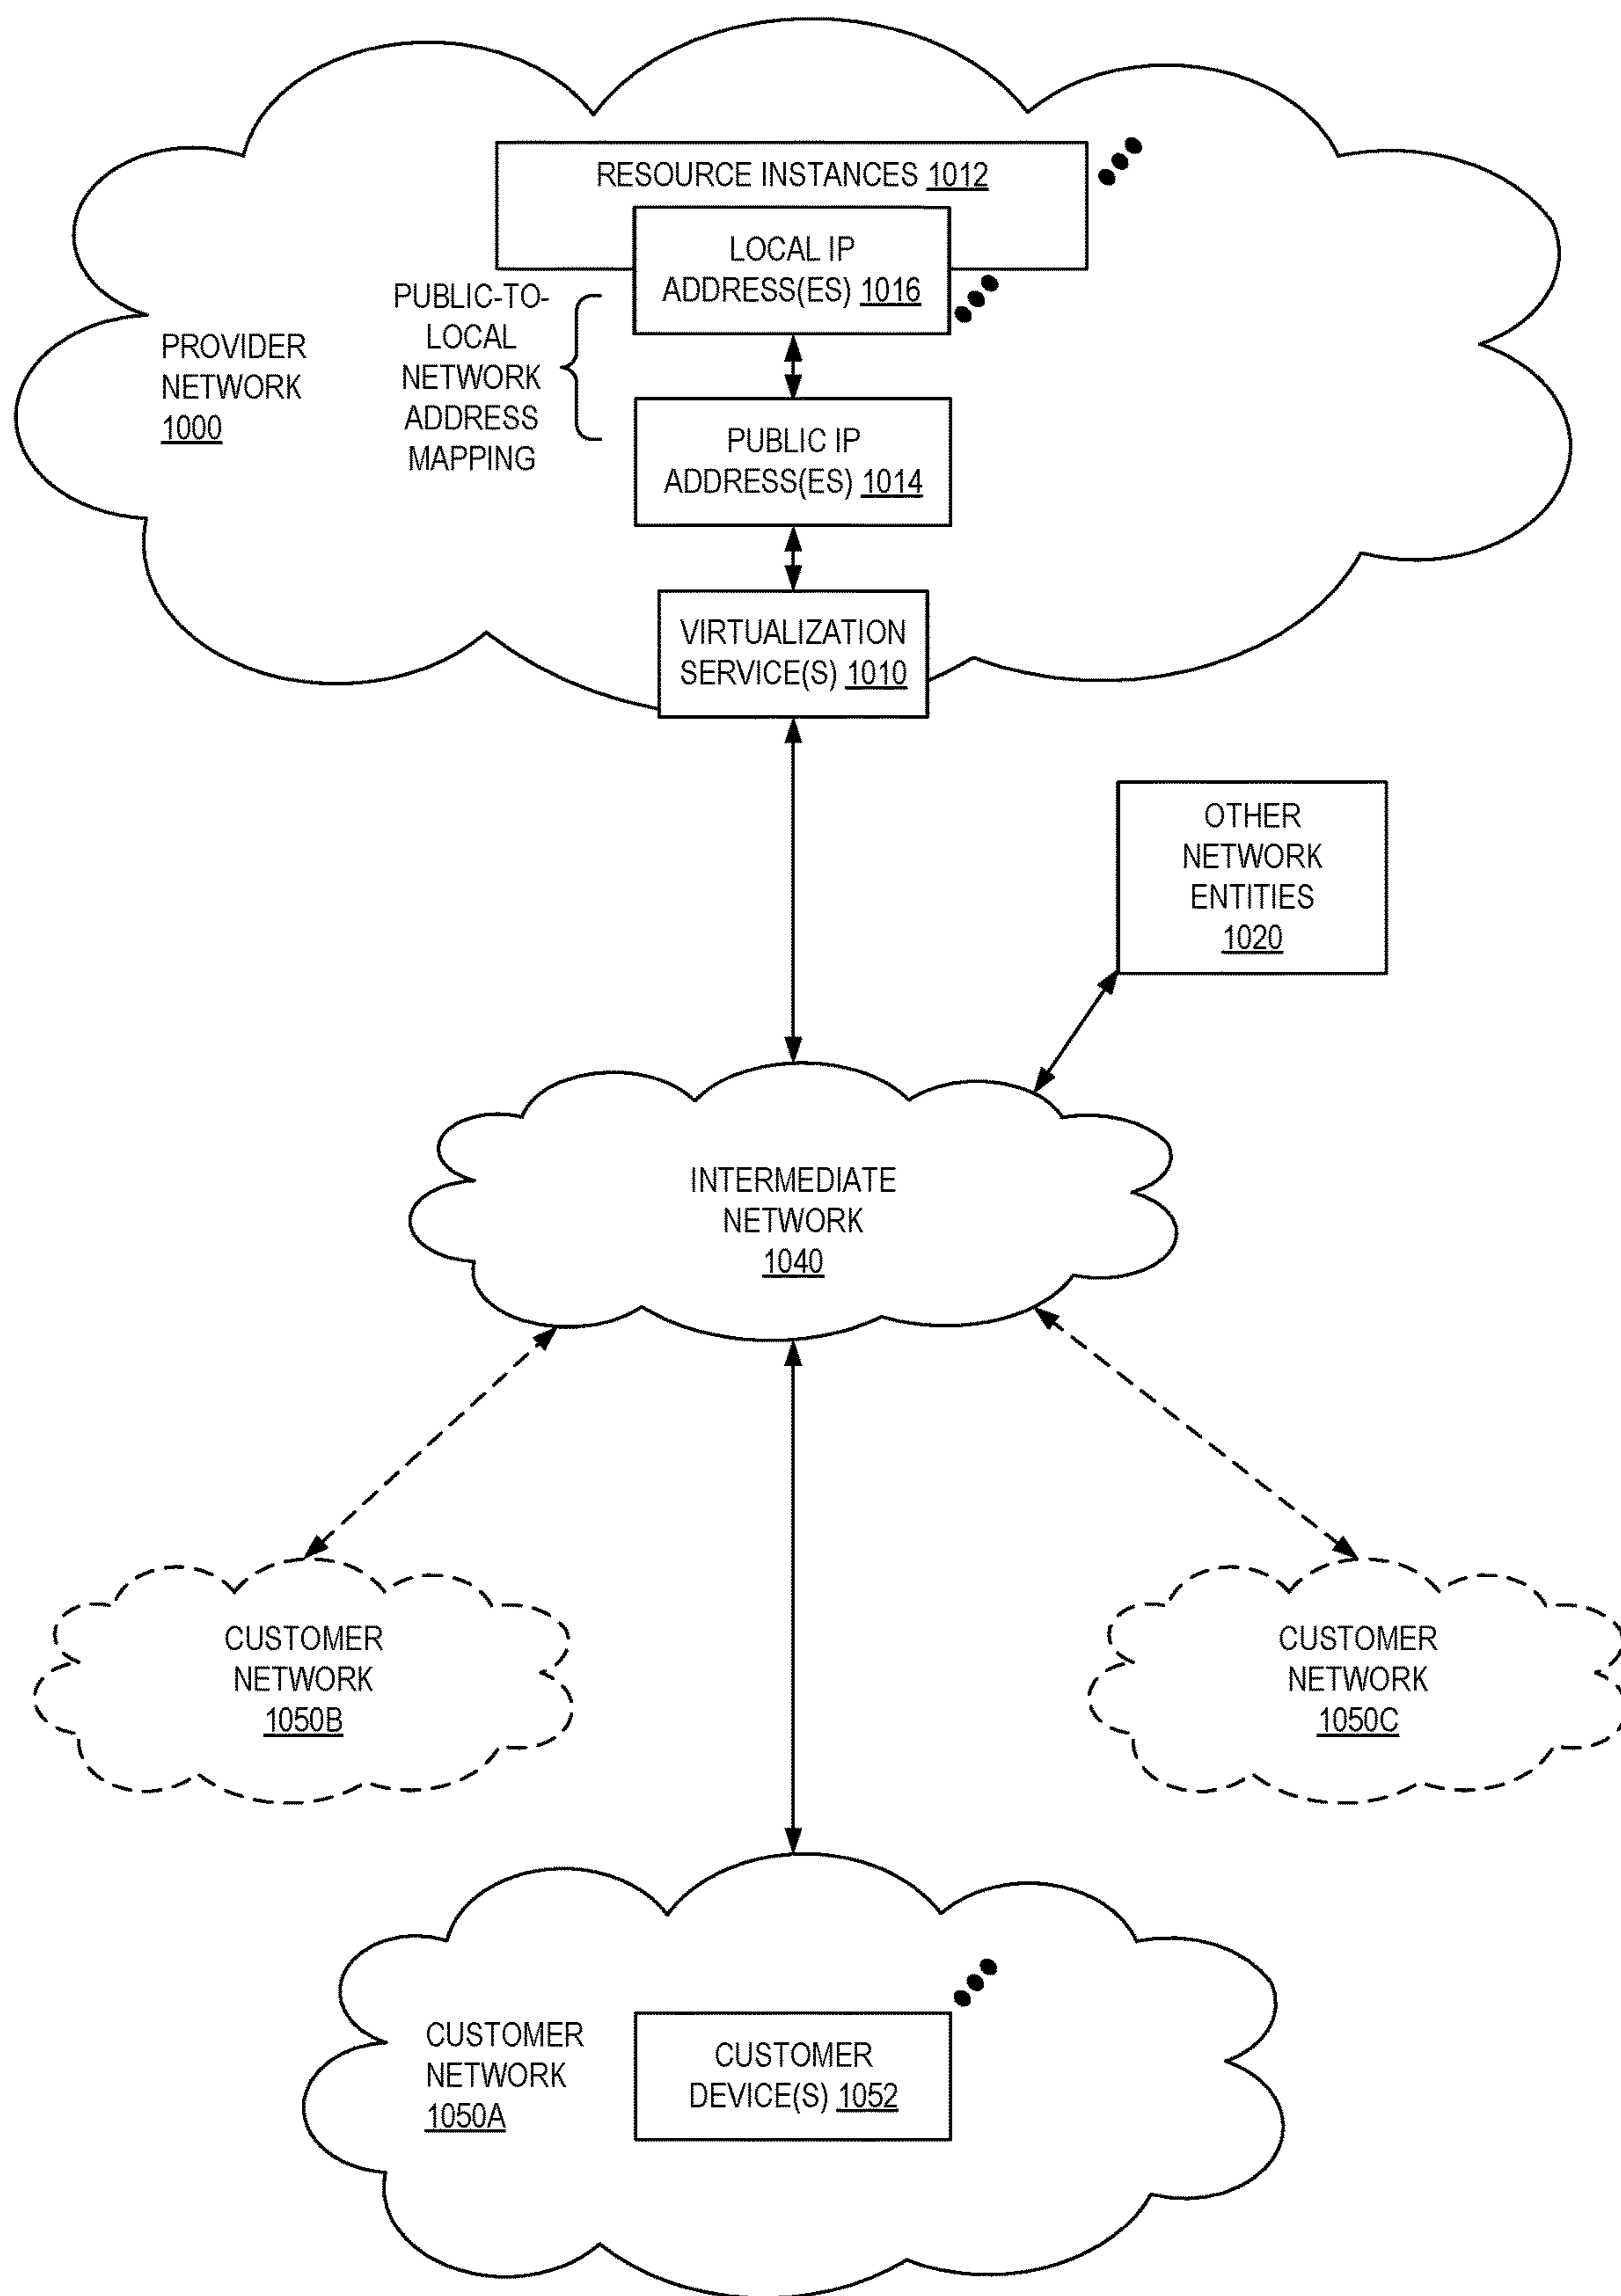 RESOURCE INSTANCES 1012
LOCAL IP
ADDRESS(ES) 1016
PUBLIC-TO-
LOCAL
NETWORK
ADDRESS
MAPPING
PROVIDER
NETWORK
1000
PUBLIC IP
ADDRESS(ES) 1014
VIRTUALIZATION
SERVICE(S) 1010
OTHER
NETWORK
ENTITIES
1020
INTERMEDIATE
NETWORK
1040
CUSTOMER
NETWORK
1050B
CUSTOMER
NETWORK
1050C
CUSTOMER
NETWORK
1050A
CUSTOMER
DEVICE(S) 1052